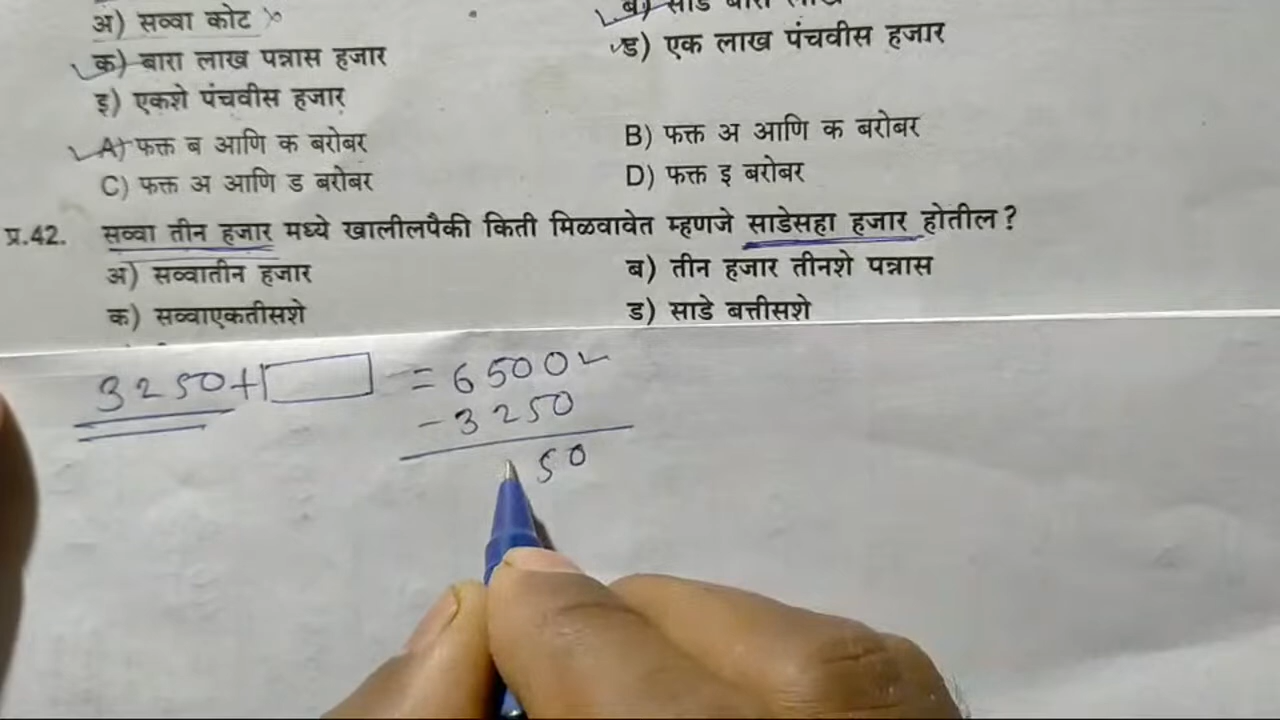 अ) सव्वा कोट
ब) साडे बारा लाख
क) बारा लाख पन्नास हजार
ड) एक लाख पंचवीस हजार
इ) एकशे पंचवीस हजार
A) फक्त ब आणि क बरोबर
B) फक्त अ आणि क बरोबर
C) फक्त अ आणि ड बरोबर
D) फक्त इ बरोबर
प्र.42. सव्वा तीन हजार मध्ये खालीलपैकी किती मिळवावेत म्हणजे साडेसहा हजार होतील ?
अ) सव्वातीन हजार
ब) तीन हजार तीनशे पन्नास
क) सव्वाएकतीसशे
ड) साडे बत्तीसशे
3250+ = 6500
-3250
50